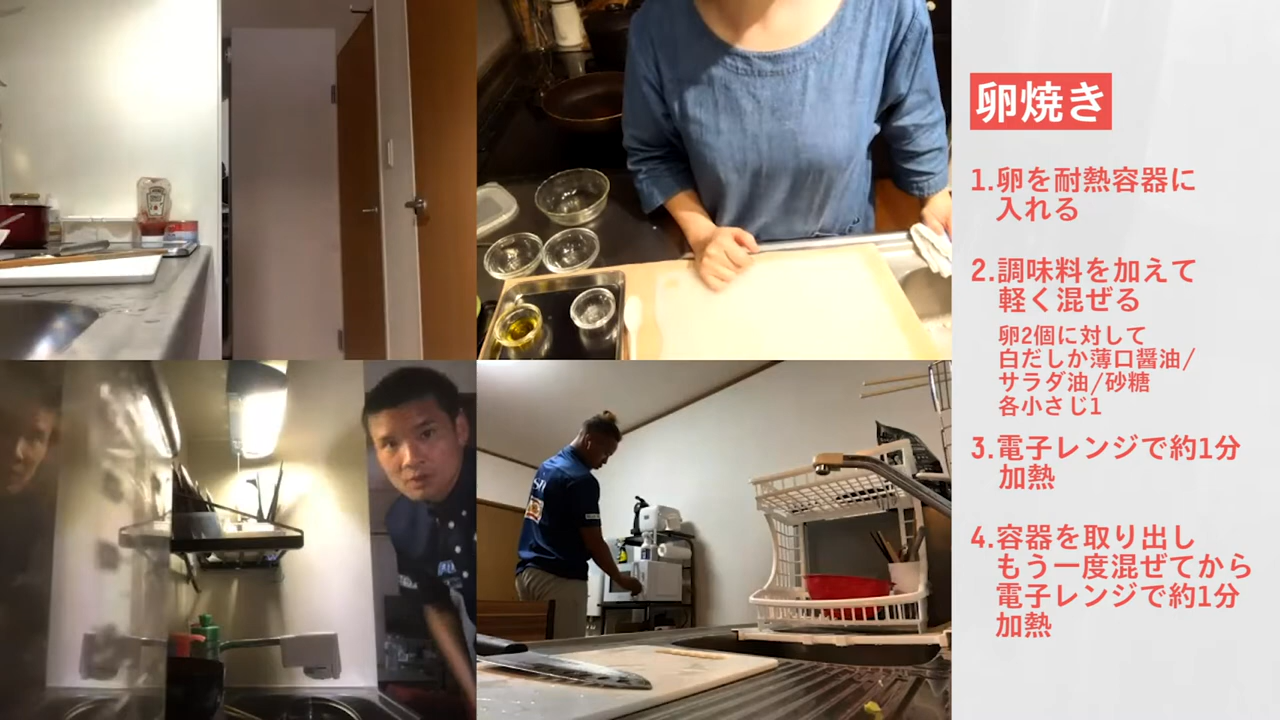 卵焼き
1.卵を耐熱容器に
入れる
2.調味料を加えて
軽く混ぜる
卵2個に対して
白だしか薄口醤油/
サラダ油/砂糖
各小さじ1
3.電子レンジで約1分
加熱
4.容器を取り出し
もう一度混ぜてから
電子レンジで約1分
加熱